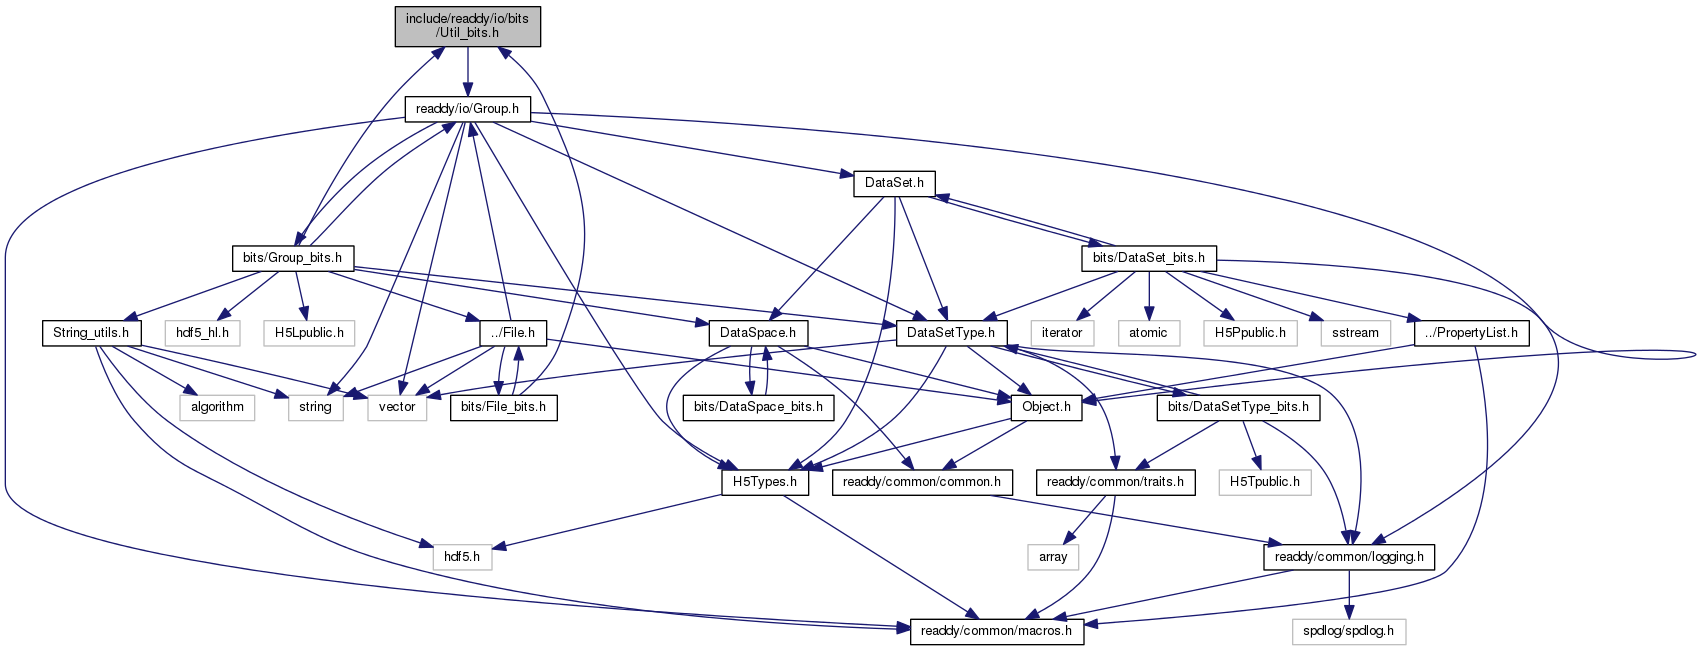 include/readdy/io/bits
/Util_bits.h
readdy/io/Group.h
DataSet.h
bits/Group_bits.h
bits/DataSet_bits.h
String_utils.h
hdf5_hl.h
H5Lpublic.h
../File.h
DataSpace.h
DataSetType.h
iterator
atomic
H5Ppublic.h
sstream
../PropertyList.h
algorithm
string
vector
bits/File_bits.h
bits/DataSpace_bits.h
Object.h
bits/DataSetType_bits.h
H5Types.h
readdy/common/common.h
readdy/common/traits.h
H5Tpublic.h
hdf5.h
array
readdy/common/logging.h
readdy/common/macros.h
spdlog/spdlog.h